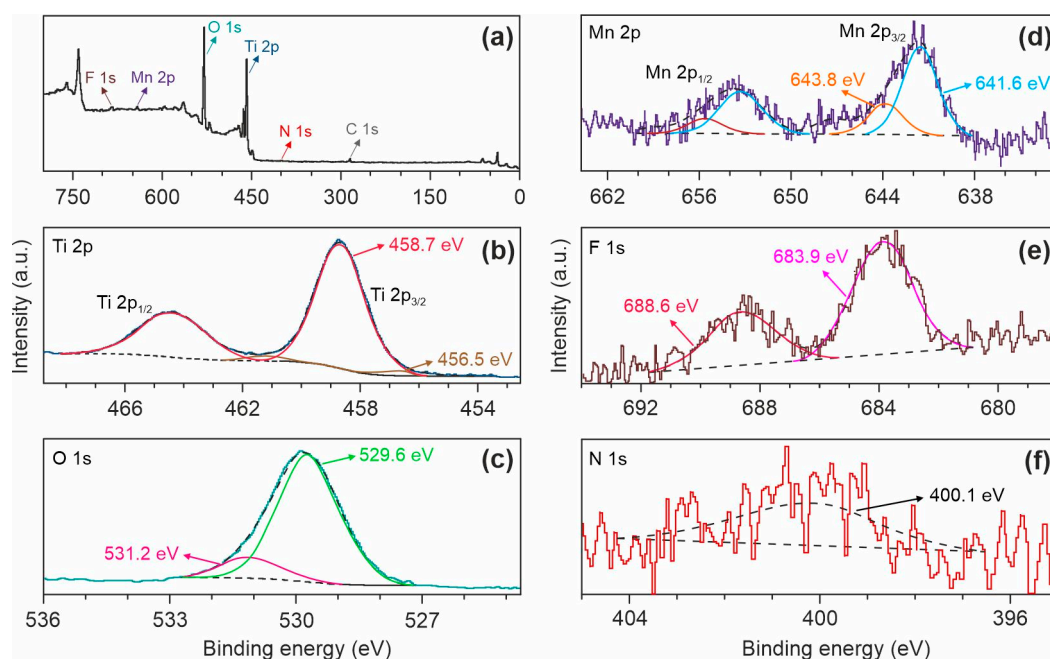 (a)
O 1s
Ti 2p
F 1s
Mn 2p
N 1s
C 1s
750 600 450 300 150 0
(b)
Ti 2p
458.7 eV
Ti 2p1/2
Ti 2p3/2
456.5 eV
466 462 458 454
(c)
O 1s
529.6 eV
531.2 eV
536 533 530 527
Binding energy (eV)
Intensity (a.u.)
(d)
Mn 2p
Mn 2p3/2
Mn 2p1/2
643.8 eV
641.6 eV
662 656 650 644 638
(e)
F 1s
683.9 eV
688.6 eV
692 688 684 680
(f)
N 1s
400.1 eV
404 400 396
Binding energy (eV)
Intensity (a.u.)